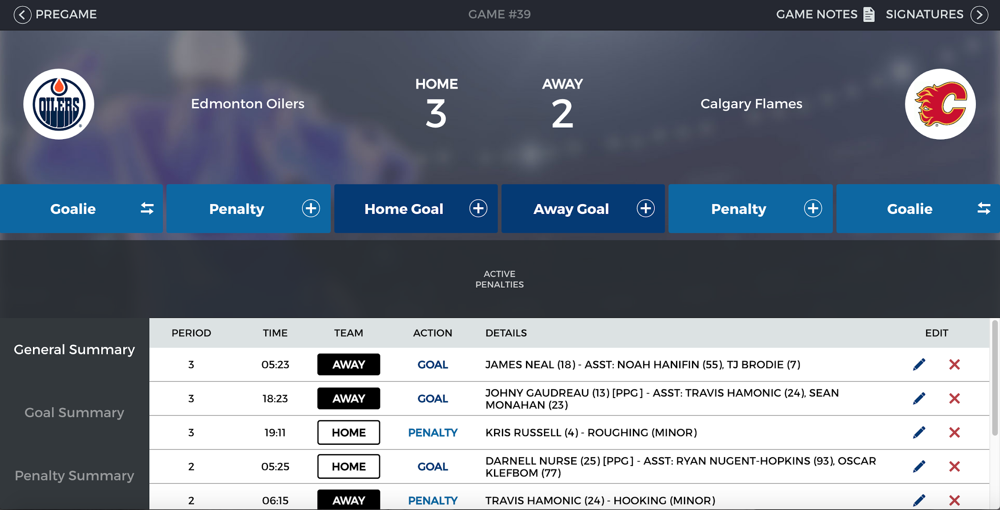 PREGAME
GAME #39
GAME NOTES
SIGNATURES
OILERS
®
Edmonton Oilers
HOME
3
AWAY
2
Calgary Flames
C
®
Goalie
Penalty
Home Goal
Away Goal
Penalty
Goalie
ACTIVE
PENALTIES
General Summary
Goal Summary
Penalty Summary
PERIOD TIME TEAM ACTION DETAILS EDIT
3 05:23 AWAY GOAL JAMES NEAL (18) - ASST: NOAH HANIFIN (55), TJ BRODIE (7)
3 18:23 AWAY GOAL JOHNY GAUDREAU (13) [PPG] - ASST: TRAVIS HAMONIC (24), SEAN
MONAHAN (23)
3 19:11 HOME PENALTY KRIS RUSSELL (4) - ROUGHING (MINOR)
2 05:25 HOME GOAL DARNELL NURSE (25) [PPG] - ASST: RYAN NUGENT-HOPKINS (93), OSCAR
KLEFBOM (77)
2 06:15 AWAY PENALTY TRAVIS HAMONIC (24) - HOOKING (MINOR)